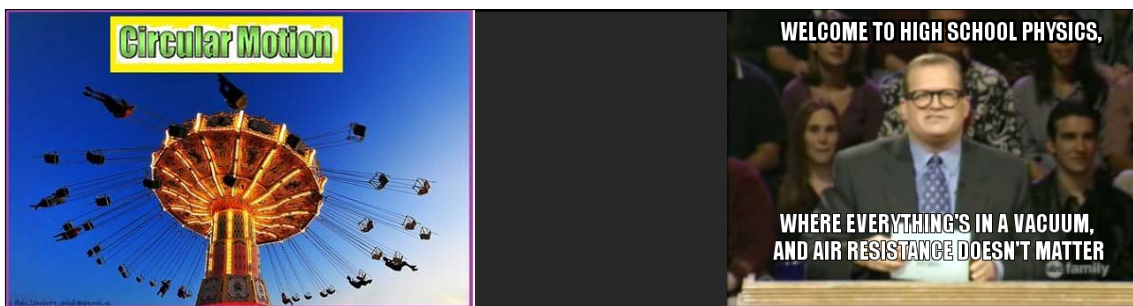 Circular Motion
WELCOME TO HIGH SCHOOL PHYSICS,
WHERE EVERYTHING'S IN A VACUUM,
AND AIR RESISTANCE DOESN'T MATTER
abc family